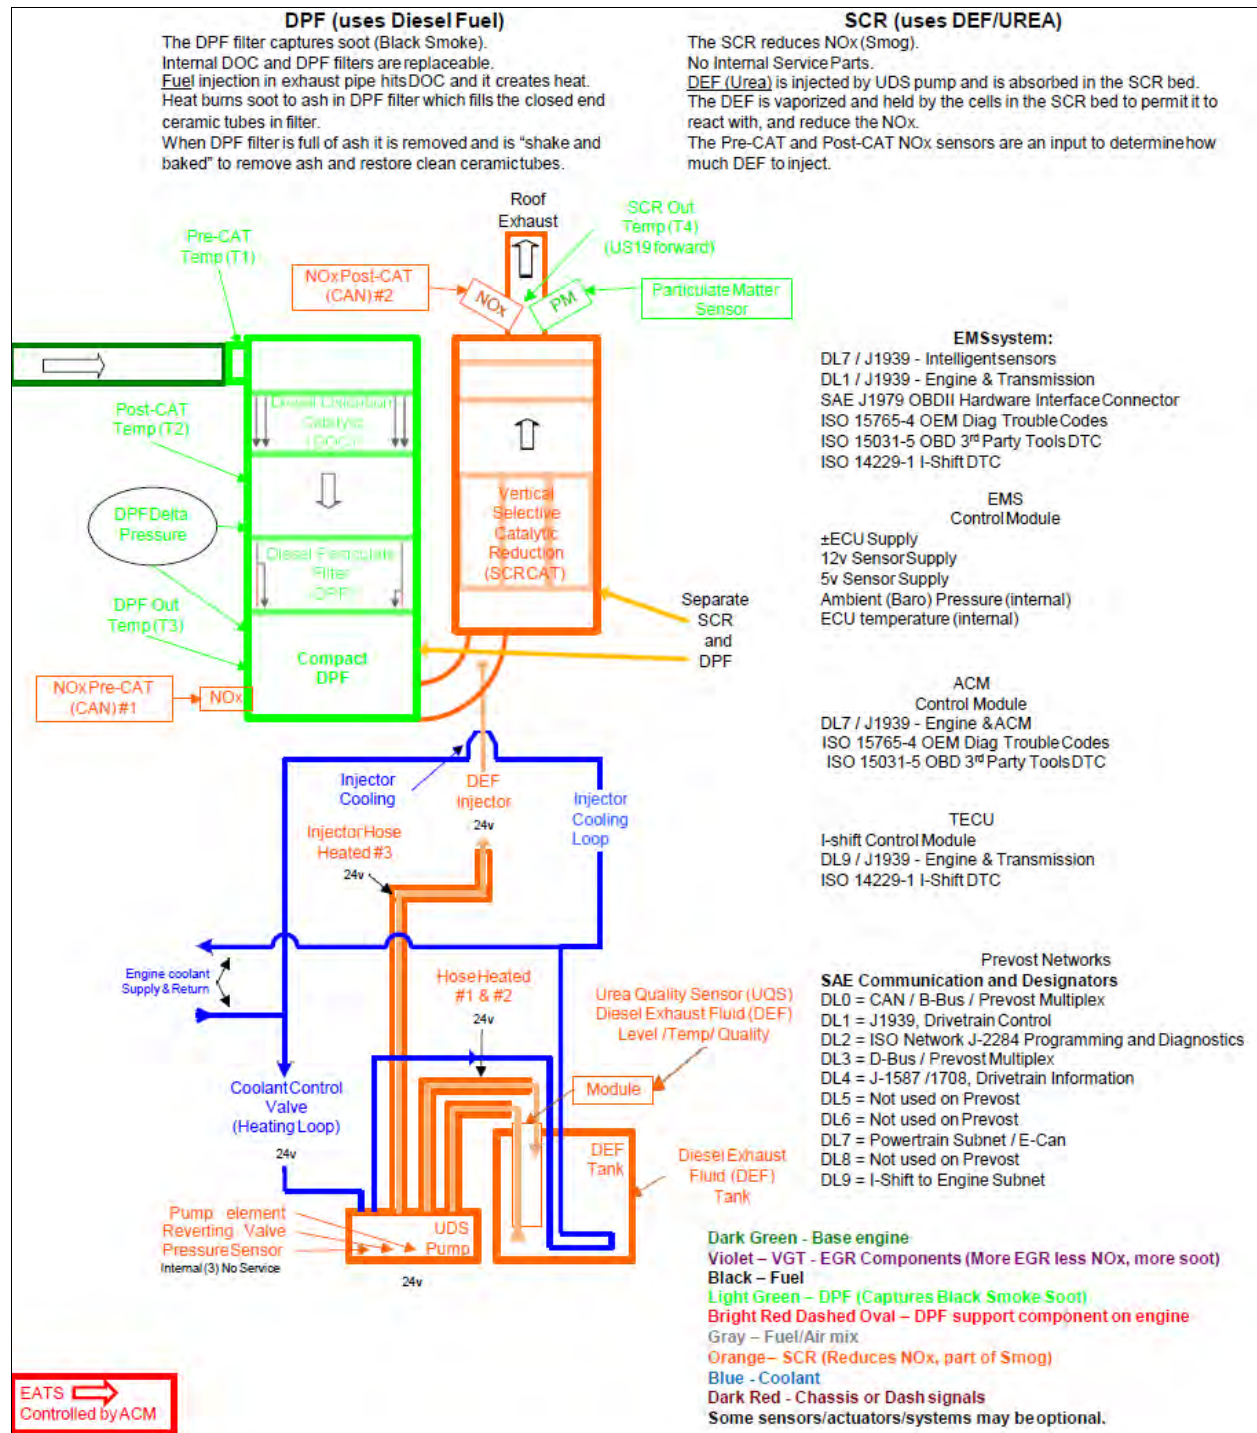 DPF (uses Diesel Fuel)
The DPF filter captures soot (Black Smoke).
Internal DOC and DPF filters are replaceable.
Fuel injection in exhaust pipe hits DOC and it creates heat.
Heat burns soot to ash in DPF filter which fills the closed end
ceramic tubes in filter.
When DPF filter is full of ash it is removed and is “shake and
baked” to remove ash and restore clean ceramic tubes.
SCR (uses DEF/UREA)
The SCR reduces NOx (Smog).
No Internal Service Parts.
DEF (Urea) is injected by UDS pump and is absorbed in the SCR bed.
The DEF is vaporized and held by the cells in the SCR bed to permit it to
react with, and reduce the NOx.
The Pre-CAT and Post-CAT NOx sensors are an input to determine how
much DEF to inject.
Roof
Exhaust
SCR Out
Temp (T4)
(US19 forward)
Pre-CAT
Temp (T1)
NOx Post-CAT
(CAN) #2
NOx
PM
Particulate Matter
Sensor
Diesel Oxidation
Catalytic
(DOC)
Post-CAT
Temp (T2)
DPF Delta
Pressure
Diesel Particulate
Filter
(DPF)
DPF Out
Temp (T3)
Compact
DPF
NOx Pre-CAT
(CAN) #1
NOx
Vertical
Selective
Catalytic
Reduction
(SCR CAT)
Separate
SCR
and
DPF
EMS system:
DL7 / J1939 - Intelligent sensors
DL1 / J1939 - Engine & Transmission
SAE J1979 OBDII Hardware Interface Connector
ISO 15765-4 OEM Diag Trouble Codes
ISO 15031-5 OBD 3rd Party Tools DTC
ISO 14229-1 I-Shift DTC
EMS
Control Module
±ECU Supply
12v Sensor Supply
5v Sensor Supply
Ambient (Baro) Pressure (internal)
ECU temperature (internal)
ACM
Control Module
DL7 / J1939 - Engine & ACM
ISO 15765-4 OEM Diag Trouble Codes
ISO 15031-5 OBD 3rd Party Tools DTC
TECU
I-shift Control Module
DL9 / J1939 - Engine & Transmission
ISO 14229-1 I-Shift DTC
Injector
Cooling
DEF
Injector
24v
Injector
Cooling
Loop
Injector Hose
Heated #3
24v
Engine coolant
Supply & Return
Hose Heated
#1 & #2
24v
Urea Quality Sensor (UQS)
Diesel Exhaust Fluid (DEF)
Level /Temp/ Quality
Module
Coolant Control
Valve
(Heating Loop)
24v
DEF
Tank
Diesel Exhaust
Fluid (DEF)
Tank
Pump element
Reverting Valve
Pressure Sensor
Internal (3) No Service
UDS
Pump
24v
Prevost Networks
SAE Communication and Designators
DL0 = CAN / B-Bus / Prevost Multiplex
DL1 = J1939, Drivetrain Control
DL2 = ISO Network J-2284 Programming and Diagnostics
DL3 = D-Bus / Prevost Multiplex
DL4 = J-1587 /1708, Drivetrain Information
DL5 = Not used on Prevost
DL6 = Not used on Prevost
DL7 = Powertrain Subnet / E-Can
DL8 = Not used on Prevost
DL9 = I-Shift to Engine Subnet
Dark Green - Base engine
Violet – VGT - EGR Components (More EGR less NOx, more soot)
Black – Fuel
Light Green – DPF (Captures Black Smoke Soot)
Bright Red Dashed Oval – DPF support component on engine
Gray – Fuel/Air mix
Orange– SCR (Reduces NOx, part of Smog)
Blue - Coolant
Dark Red - Chassis or Dash signals
Some sensors/actuators/systems may be optional.
EATS
Controlled by ACM